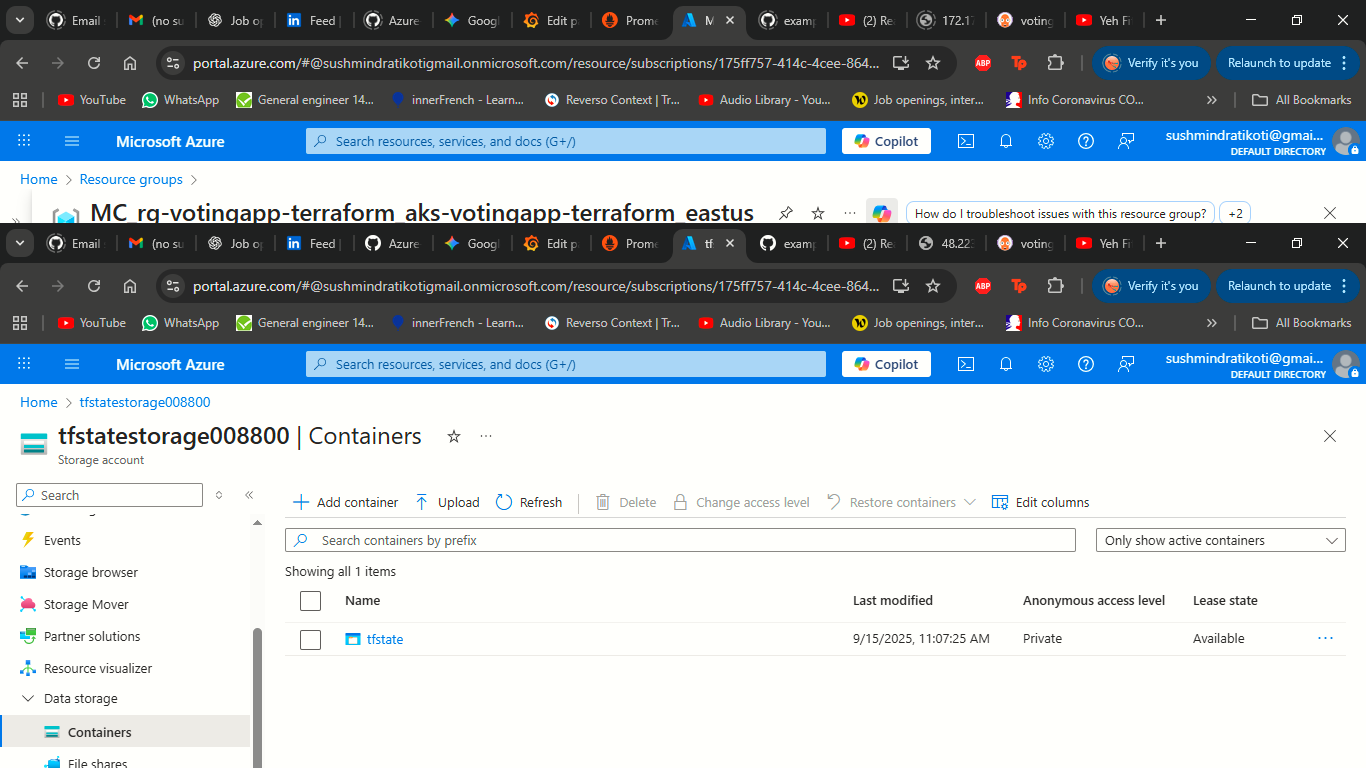 Email (no su Job op Feed Azure Googl Edit p Prome M examp (2) Re 172.17 voting Yeh Fi
portal.azure.com/#@sushmindratikotigmail.onmicrosoft.com/resource/subscriptions/175ff757-414c-4cee-864... ABP Tp Verify it's you Relaunch to update
YouTube WhatsApp General engineer 14... innerFrench - Learn... Reverso Context | Tr... Audio Library - You... Job openings, inter... Info Coronavirus CO... » All Bookmarks
Microsoft Azure Search resources, services, and docs (G+/) Copilot sushmindratikoti@gmai...
DEFAULT DIRECTORY
Home > Resource groups >
MC_rg-votingapp-terraform_aks-votingapp-terraform_eastus ... How do I troubleshoot issues with this resource group? +2
Email (no su Job op Feed Azure Googl Edit p Prome tf examp (2) Re 48.223 voting Yeh Fi
portal.azure.com/#@sushmindratikotigmail.onmicrosoft.com/resource/subscriptions/175ff757-414c-4cee-864... ABP Tp Verify it's you Relaunch to update
YouTube WhatsApp General engineer 14... innerFrench - Learn... Reverso Context | Tr... Audio Library - You... Job openings, inter... Info Coronavirus CO... » All Bookmarks
Microsoft Azure Search resources, services, and docs (G+/) Copilot sushmindratikoti@gmai...
DEFAULT DIRECTORY
Home > tfstatestorage008800
tfstatestorage008800 | Containers ...
Storage account
Search
Add container Upload Refresh Delete Change access level Restore containers Edit columns
Events
Storage browser
Storage Mover
Partner solutions
Resource visualizer
Data storage
Containers
File shares
Search containers by prefix Only show active containers
Showing all 1 items
Name Last modified Anonymous access level Lease state
tfstate 9/15/2025, 11:07:25 AM Private Available ...